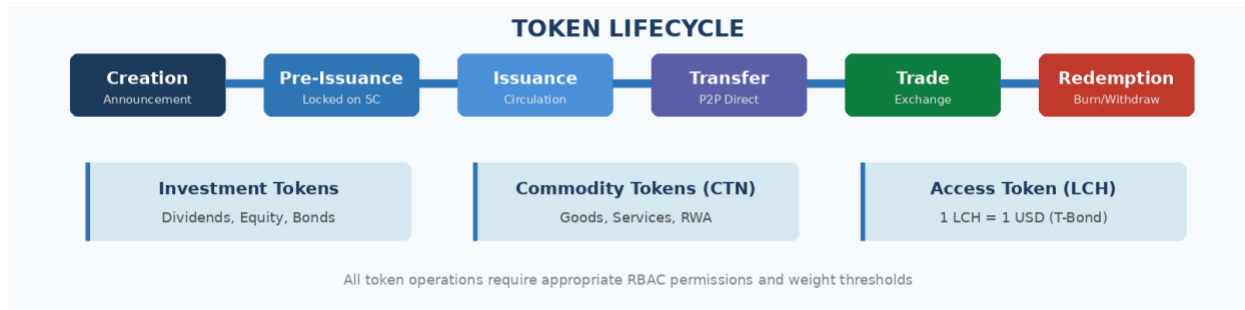 TOKEN LIFECYCLE
Creation
Announcement
Pre-Issuance
Locked on SC
Issuance
Circulation
Transfer
P2P Direct
Trade
Exchange
Redemption
Burn/Withdraw
Investment Tokens
Dividends, Equity, Bonds
Commodity Tokens (CTN)
Goods, Services, RWA
Access Token (LCH)
1 LCH = 1 USD (T-Bond)
All token operations require appropriate RBAC permissions and weight thresholds